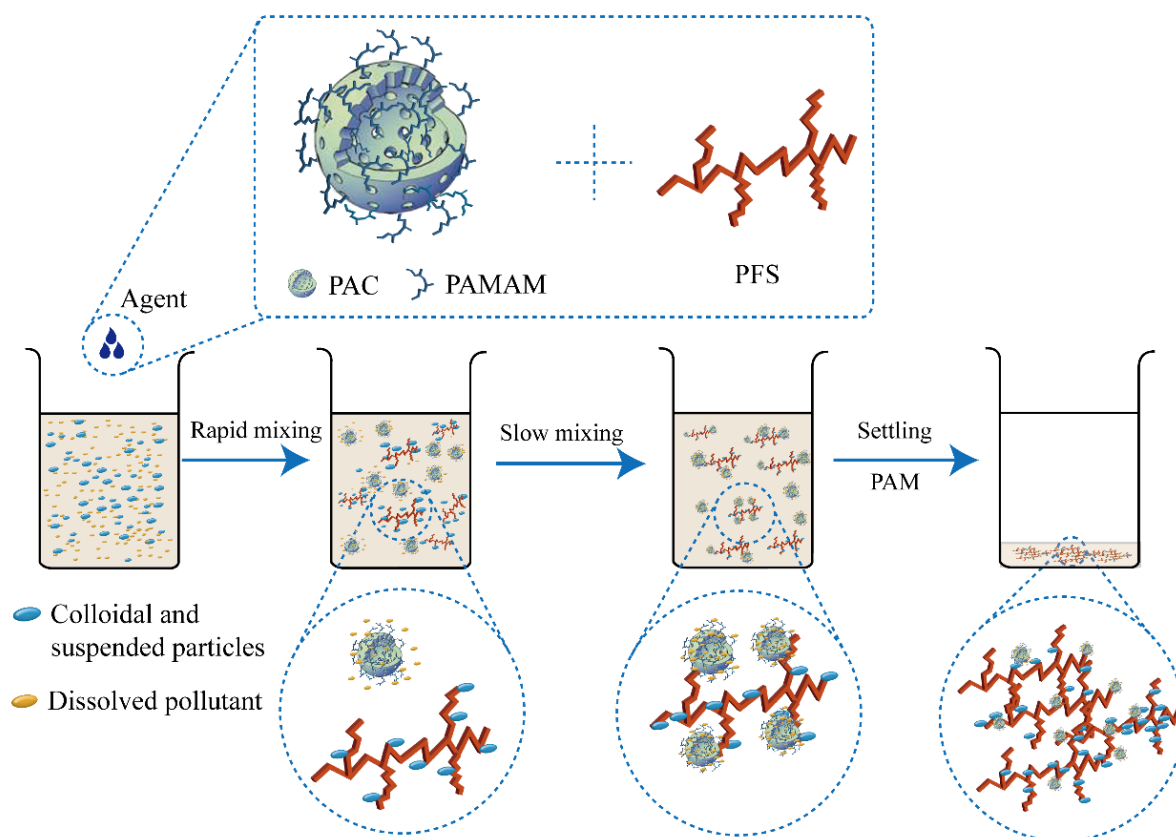 PAC
PAMAM
PFS
Agent
Rapid mixing
Slow mixing
Settling
PAM
Colloidal and
suspended particles
Dissolved pollutant